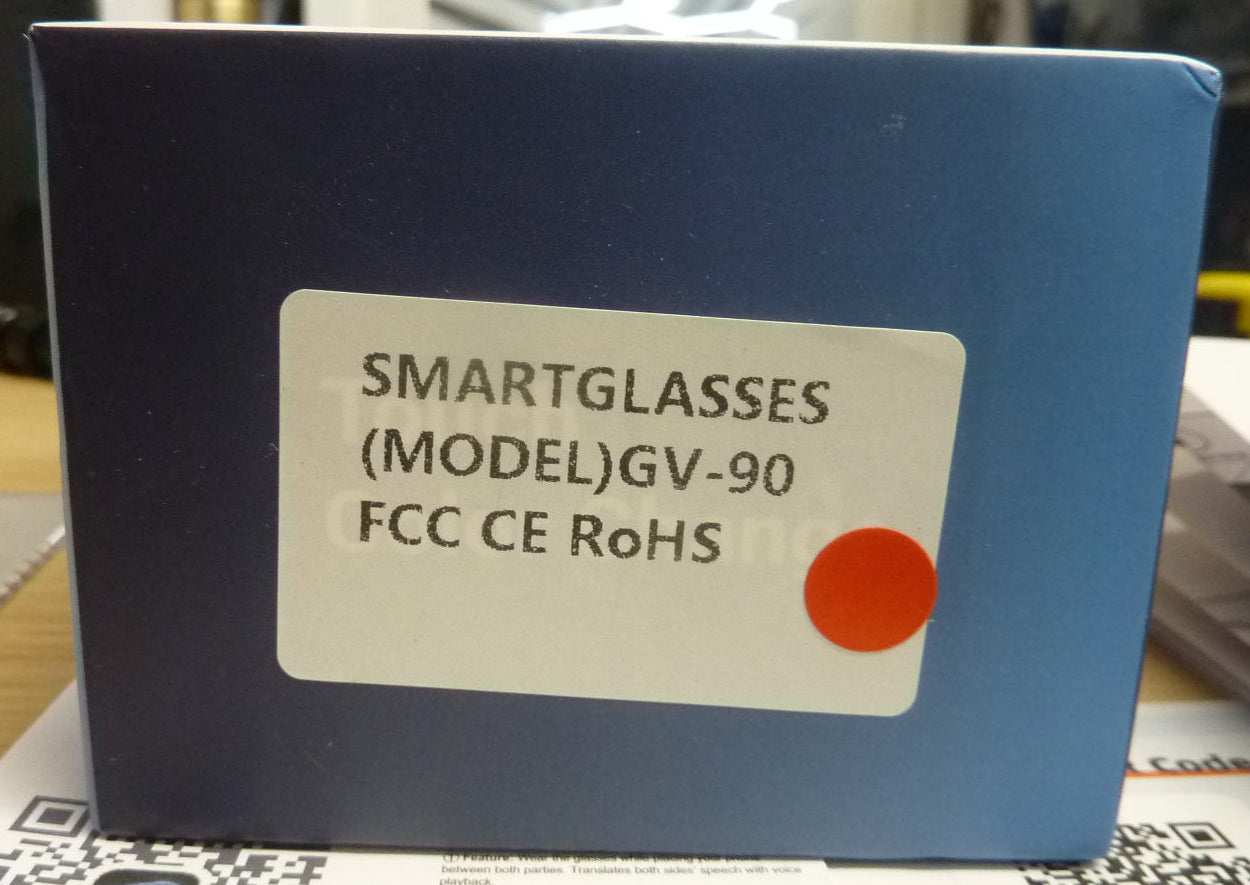 SMARTGLASSES
(MODEL)GV-90
FCC CE RoHS
Code
Feature: Wear the glasses while placing your phone
between both parties. Translates both sides' speech with voice
playback